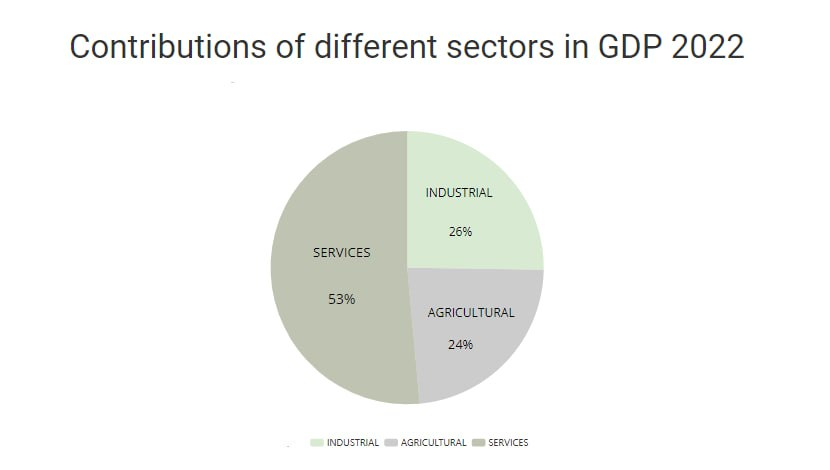 Contributions of different sectors in GDP 2022
INDUSTRIAL
26%
SERVICES
53%
AGRICULTURAL
24%
INDUSTRIAL AGRICULTURAL SERVICES